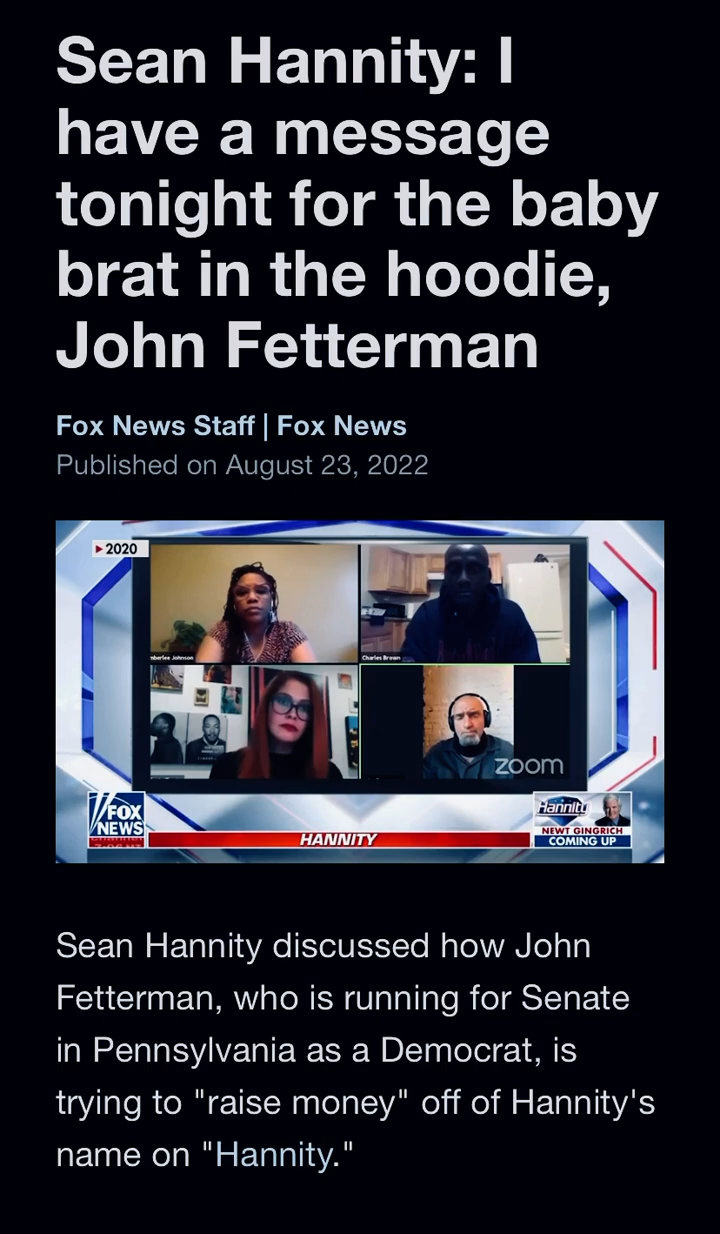 Sean Hannity: I
have a message
tonight for the baby
brat in the hoodie,
John Fetterman
Fox News Staff | Fox News
Published on August 23, 2022
2020
mberlee Johnson
Charles Brown
zoom
FOX
NEWS
channel
HANNITY
Hannity
NEWT GINGRICH
COMING UP
Sean Hannity discussed how John
Fetterman, who is running for Senate
in Pennsylvania as a Democrat, is
trying to "raise money" off of Hannity's
name on "Hannity."